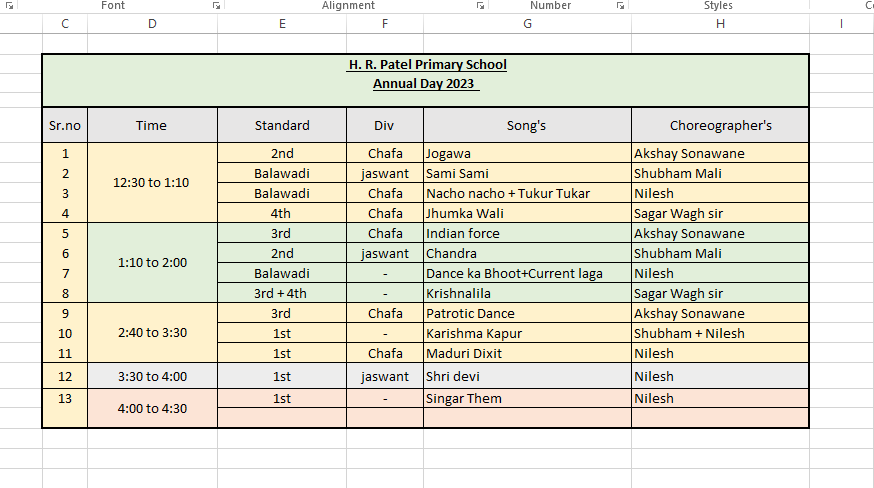 Font Alignment Number Styles
C D E F G H I
H. R. Patel Primary School
Annual Day 2023
Sr.no Time Standard Div Song's Choreographer's
1 12:30 to 1:10 2nd Chafa Jogawa Akshay Sonawane
2 Balawadi jaswant Sami Sami Shubham Mali
3 Balawadi Chafa Nacho nacho + Tukur Tukar Nilesh
4 4th Chafa Jhumka Wali Sagar Wagh sir
5 1:10 to 2:00 3rd Chafa Indian force Akshay Sonawane
6 2nd jaswant Chandra Shubham Mali
7 Balawadi - Dance ka Bhoot+Current laga Nilesh
8 3rd + 4th - Krishnalila Sagar Wagh sir
9 2:40 to 3:30 3rd Chafa Patrotic Dance Akshay Sonawane
10 1st - Karishma Kapur Shubham + Nilesh
11 1st Chafa Maduri Dixit Nilesh
12 3:30 to 4:00 1st jaswant Shri devi Nilesh
13 4:00 to 4:30 1st - Singar Them Nilesh